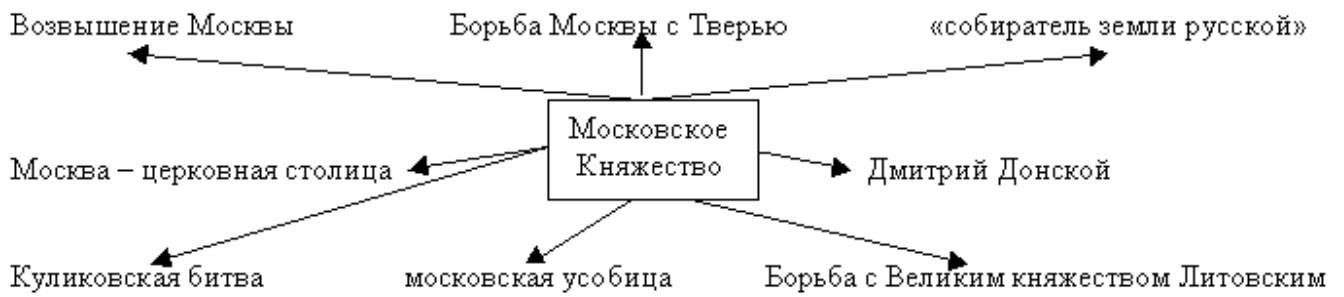 Возвышение Москвы
Борьба Москвы с Тверью
«собиратель земли русской»
Московское
Княжество
Москва – церковная столица
Дмитрий Донской
Куликовская битва
московская усобица
Борьба с Великим княжеством Литовским